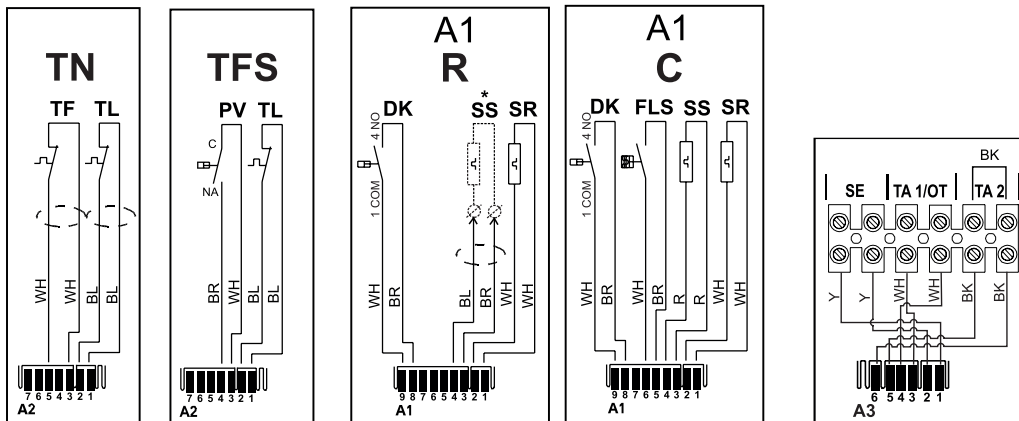 TN
TF TL
WH WH BL BL
7 6 5 4 3 2 1
A2
TFS
PV TL
C
NA
BR WH BL BL
7 6 5 4 3 2 1
A2
A1
R
*
DK SS SR
4 NO
1 COM
WH BR BL BR WH WH
9 8 7 6 5 4 3 2 1
A1
A1
C
DK FLS SS SR
4 NO
1 COM
WH BR WH BR R R WH WH
9 8 7 6 5 4 3 2 1
A1
BK
SE TA 1/OT TA 2
Y Y WH WH BK BK
6 5 4 3 2 1
A3